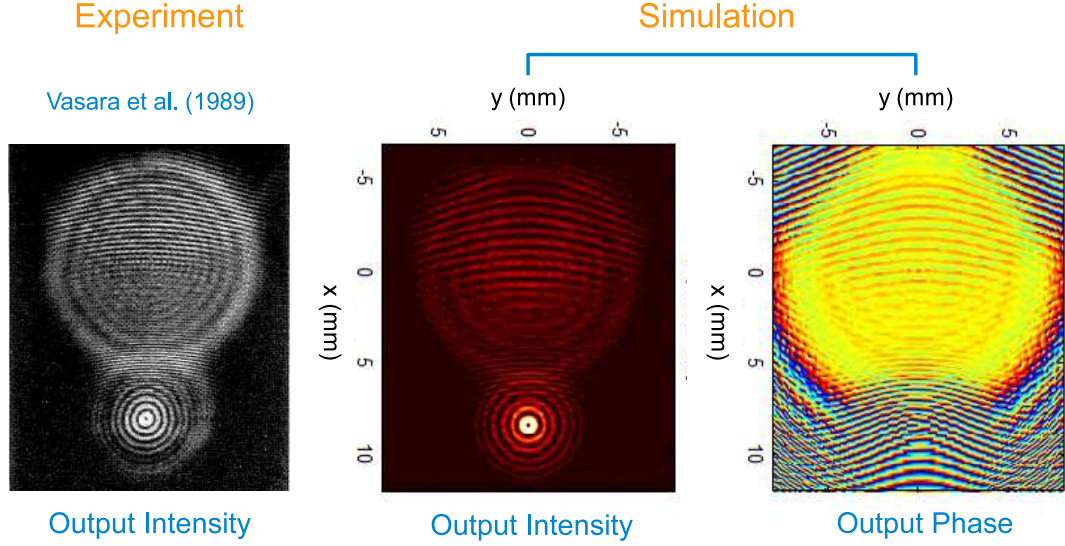 Experiment
Simulation
Vasara et al. (1989)
y (mm)
5
0
-5
y (mm)
-5
0
5
-5
0
5
10
x (mm)
-5
0
5
10
x (mm)
Output Intensity
Output Intensity
Output Phase